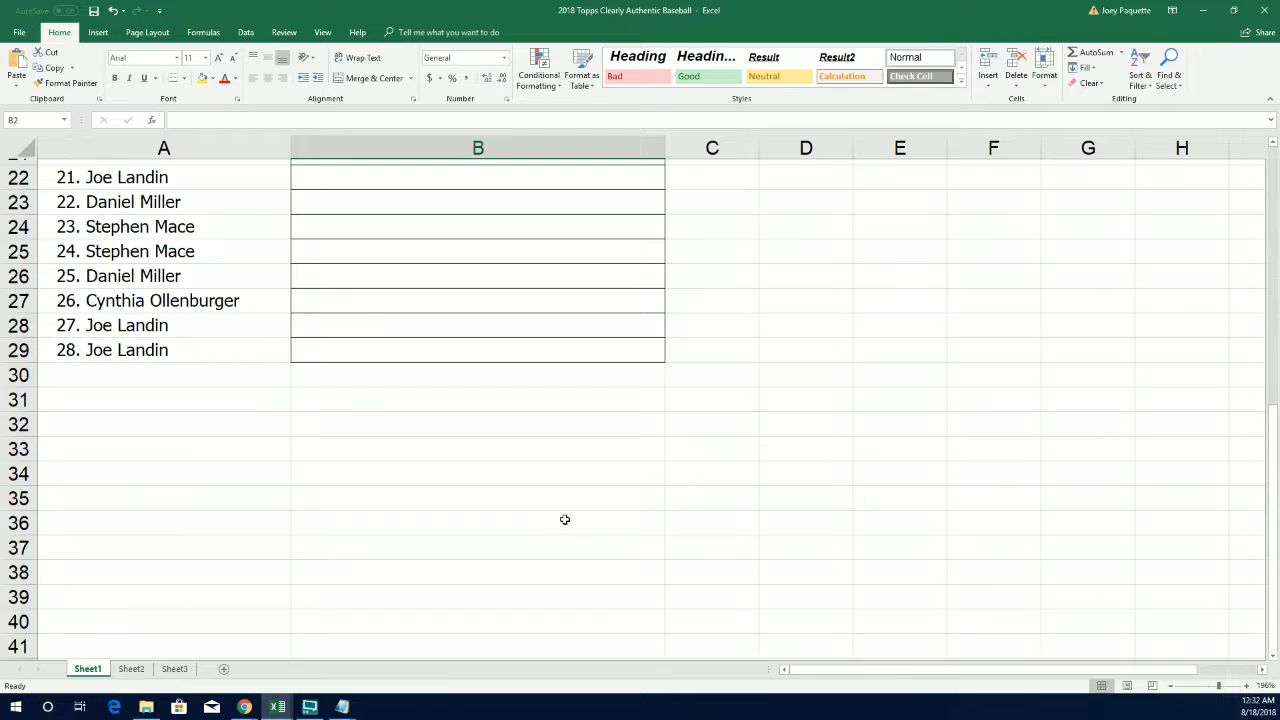 AutoSave Off 2018 Topps Clearly Authentic Baseball - Excel Joey Paquette
File Home Insert Page Layout Formulas Data Review View Help Tell me what you want to do Share
Paste Cut Copy Format Painter Clipboard
Arial 11 A A B I U A Font
Wrap Text Merge & Center Alignment
General $ % , Number
Conditional Formatting Format as Table
Heading Headin... Result Result2 Normal
Bad Good Neutral Calculation Check Cell
Styles
Insert Delete Format Cells
AutoSum Fill Clear Sort & Filter Find & Select Editing
B2 fx
A B C D E F G H
22 21. Joe Landin
23 22. Daniel Miller
24 23. Stephen Mace
25 24. Stephen Mace
26 25. Daniel Miller
27 26. Cynthia Ollenburger
28 27. Joe Landin
29 28. Joe Landin
30
31
32
33
34
35
36
37
38
39
40
41
Sheet1 Sheet2 Sheet3
Ready 196%
12:32 AM
8/18/2018